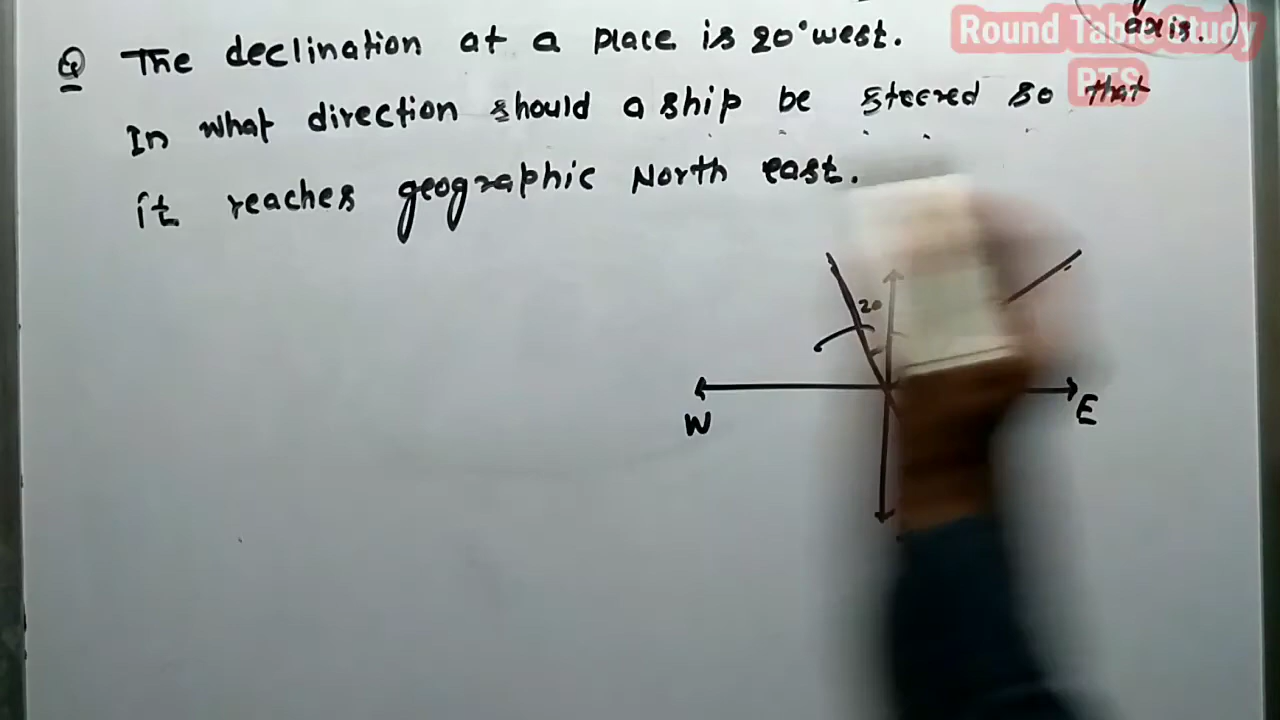 axis.
Round Table Study
RTS
Q The declination at a place is 20° west.
In what direction should a ship be steered so that
it reaches geographic North east.
20
W
E